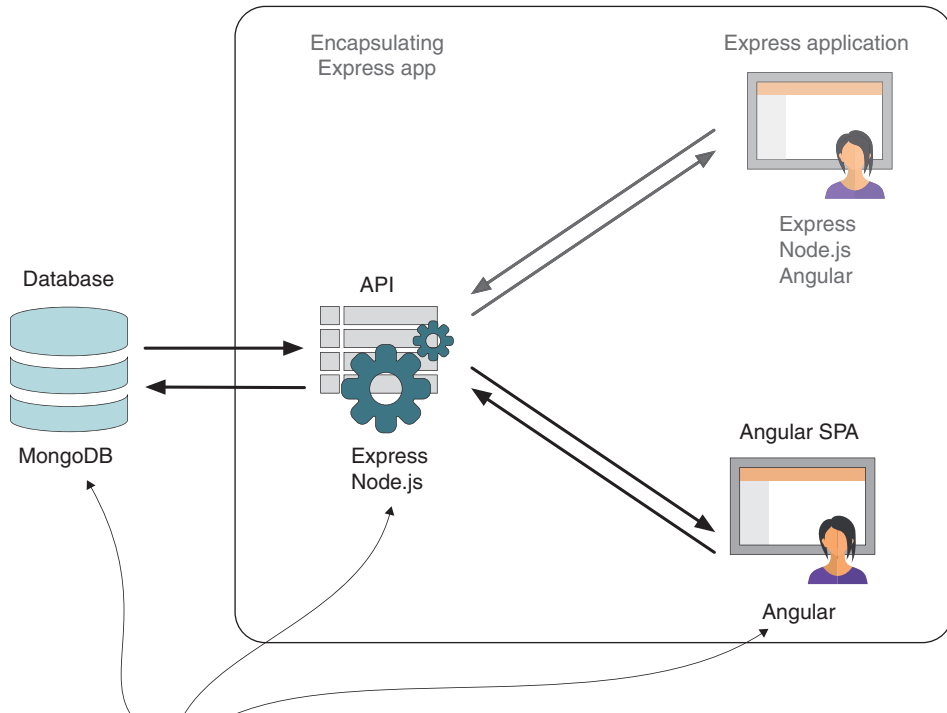 Encapsulating
Express app
Express application
Express
Node.js
Angular
Database
API
MongoDB
Express
Node.js
Angular SPA
Angular